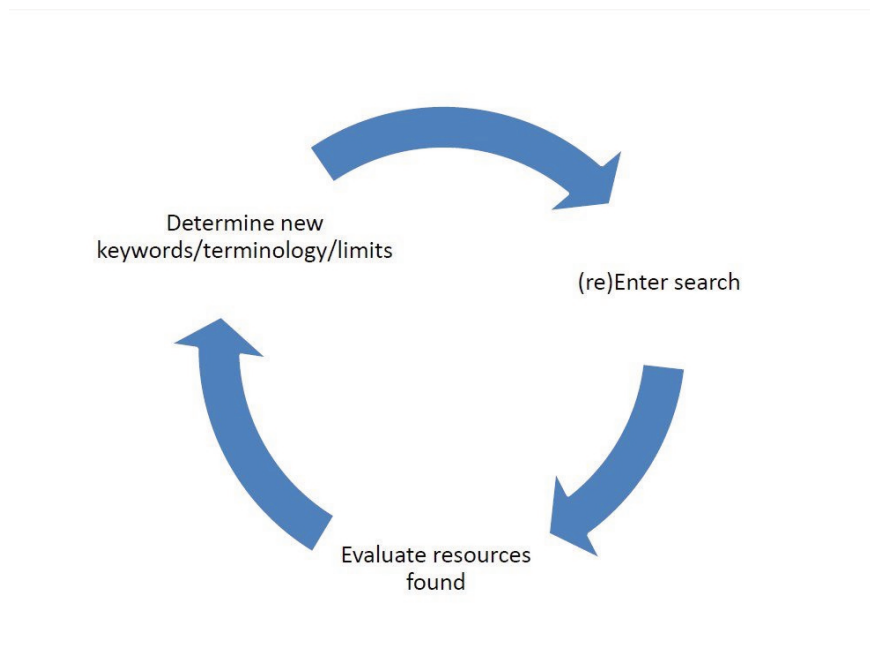 Determine new
keywords/terminology/limits
(re)Enter search
Evaluate resources
found